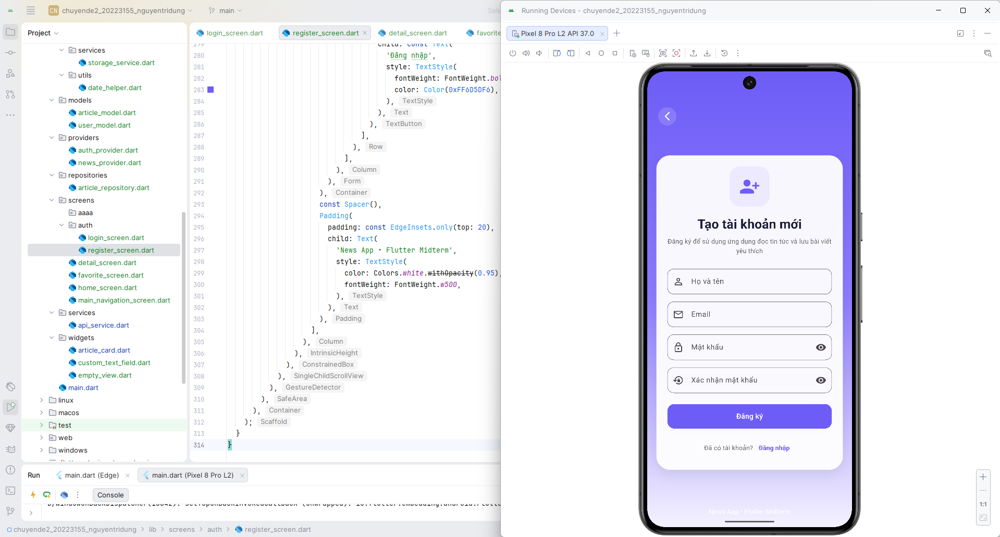 CN chuyende2_20223155_nguyentridung main
Project
services
storage_service.dart
utils
date_helper.dart
models
article_model.dart
user_model.dart
providers
auth_provider.dart
news_provider.dart
repositories
article_repository.dart
screens
aaaa
auth
login_screen.dart
register_screen.dart
detail_screen.dart
favorite_screen.dart
home_screen.dart
main_navigation_screen.dart
services
api_service.dart
widgets
article_card.dart
custom_text_field.dart
empty_view.dart
main.dart
linux
macos
test
web
windows
login_screen.dart register_screen.dart detail_screen.dart favorite
279 child: const Text(
280 'Đăng nhập',
281 style: TextStyle(
282 fontWeight: FontWeight.bol
283 color: Color(0xFF6D5DF6),
284 ), TextStyle
285 ), Text
286 ), TextButton
287 ],
288 ), Row
289 ],
290 ), Column
291 ), Form
292 ), Container
293 const Spacer(),
294 Padding(
295 padding: const EdgeInsets.only(top: 20),
296 child: Text(
297 'News App • Flutter Midterm',
298 style: TextStyle(
299 color: Colors.white.withOpacity(0.95),
300 fontWeight: FontWeight.w500,
301 ), TextStyle
302 ), Text
303 ), Padding
304 ],
305 ), Column
306 ), IntrinsicHeight
307 ), ConstrainedBox
308 ), SingleChildScrollView
309 ), GestureDetector
310 ), SafeArea
311 ), Container
312 ); Scaffold
313 }
314 }
Run main.dart (Edge) main.dart (Pixel 8 Pro L2)
Console
chuyende2_20223155_nguyentridung lib screens auth register_screen.dart
Running Devices - chuyende2_20223155_nguyentridung
Pixel 8 Pro L2 API 37.0
Tạo tài khoản mới
Đăng ký để sử dụng ứng dụng đọc tin tức và lưu bài viết
yêu thích
Họ và tên
Email
Mật khẩu
Xác nhận mật khẩu
Đăng ký
Đã có tài khoản? Đăng nhập
News App • Flutter Midterm
1:1